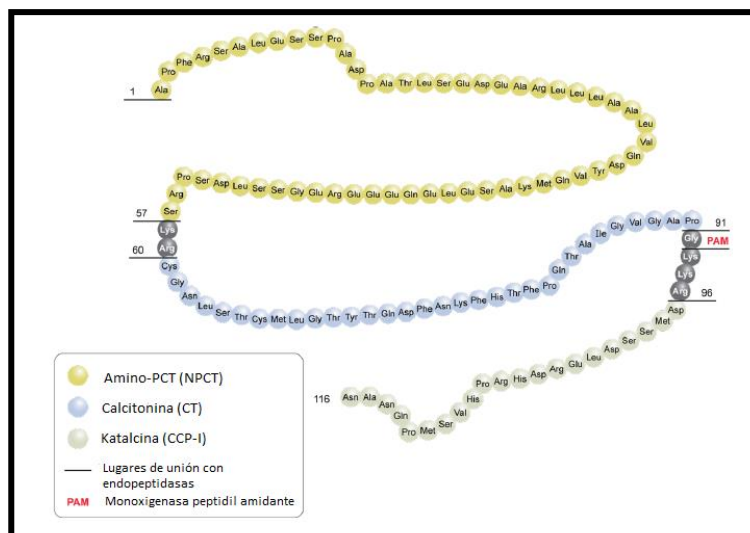 1
Ala Pro Phe Arg Ser Ala Leu Glu Ser Ser Pro Ala Asp Pro Ala Thr Leu Ser Glu Asp Glu Ala Arg Leu Leu Leu Ala Ala Leu Val Gln Asp Tyr Val Gln Met Lys Ala Ser Glu Leu Glu Gln Glu Glu Glu Arg Glu Gly Ser Ser Leu Asp Ser Pro Arg Ser
57
Lys Arg
60
Cys Gly Asn Leu Ser Thr Cys Met Leu Gly Thr Tyr Thr Gln Asp Phe Asn Lys Phe His Thr Phe Pro Gln Thr Ala Ile Gly Val Gly Ala Pro
91
Gly PAM
Lys Lys Arg
96
Asp Met Ser Ser Asp Leu Glu Arg Asp His Arg Pro His Val Ser Met Pro Gln Asn Ala Asn
116
Amino-PCT (NPCT)
Calcitonina (CT)
Katalcina (CCP-I)
Lugares de unión con
endopeptidasas
PAM Monoxigenasa peptidil amidante